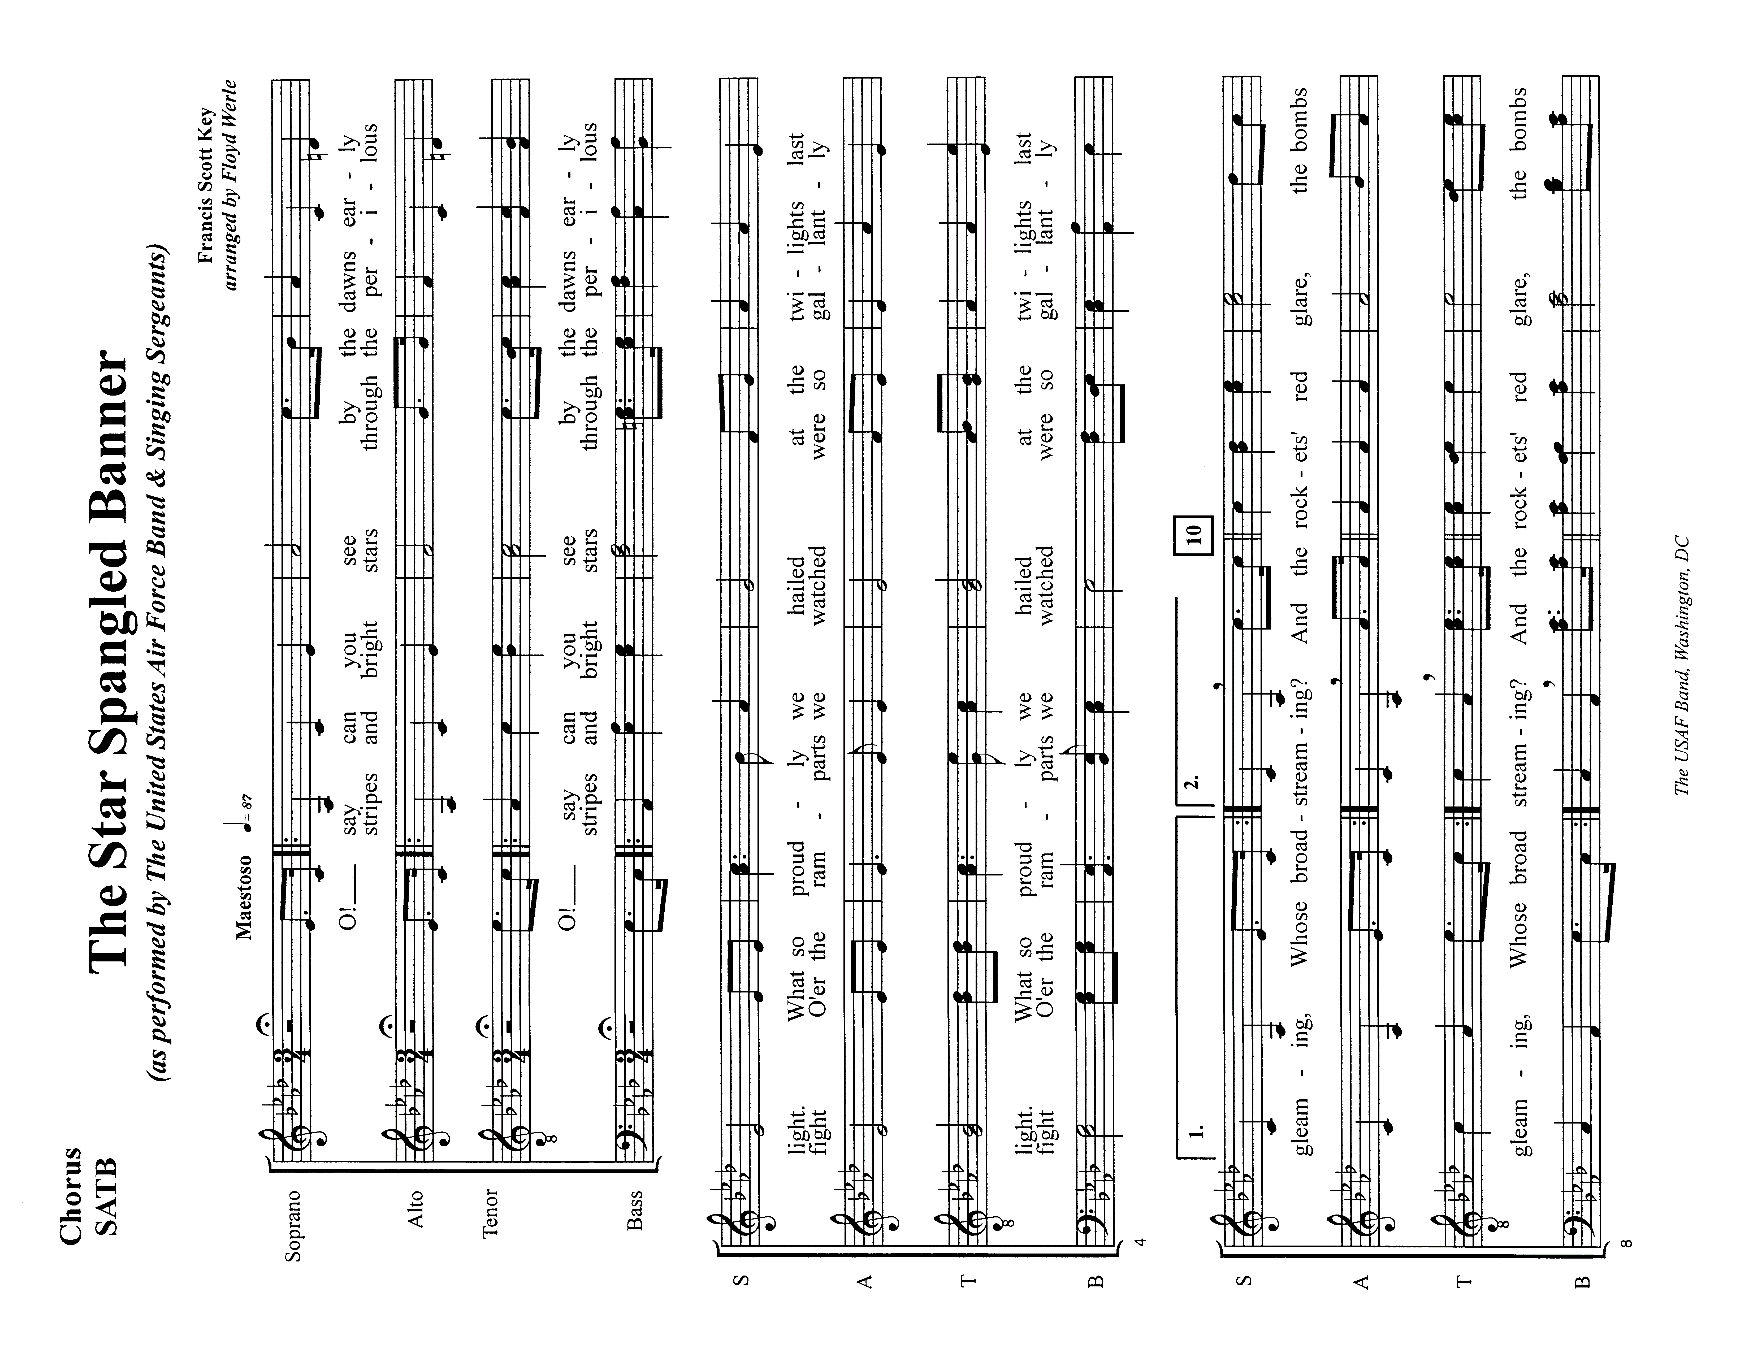 Chorus
SATB
The Star Spangled Banner
(as performed by The United States Air Force Band & Singing Sergeants)
Francis Scott Key
arranged by Floyd Werle
Maestoso ♩= 87
Soprano
O! say can you see by the dawns ear - ly
stripes and bright stars through the per - i - lous
Alto
Tenor
8
O! say can you see by the dawns ear - ly
stripes and bright stars through the per - i - lous
Bass
S
light. What so proud - ly we hailed at the twi - lights last
fight O'er the ram parts we watched were so gal - lant - ly
A
T
8
light. What so proud - ly we hailed at the twi - lights last
fight O'er the ram parts we watched were so gal - lant - ly
B
4
1. 2. 10
S
gleam - ing, Whose broad - stream - ing? And the rock - ets' red glare, the bombs
A
T
8
gleam - ing, Whose broad stream - ing? And the rock - ets' red glare, the bombs
B
8
The USAF Band, Washington, DC